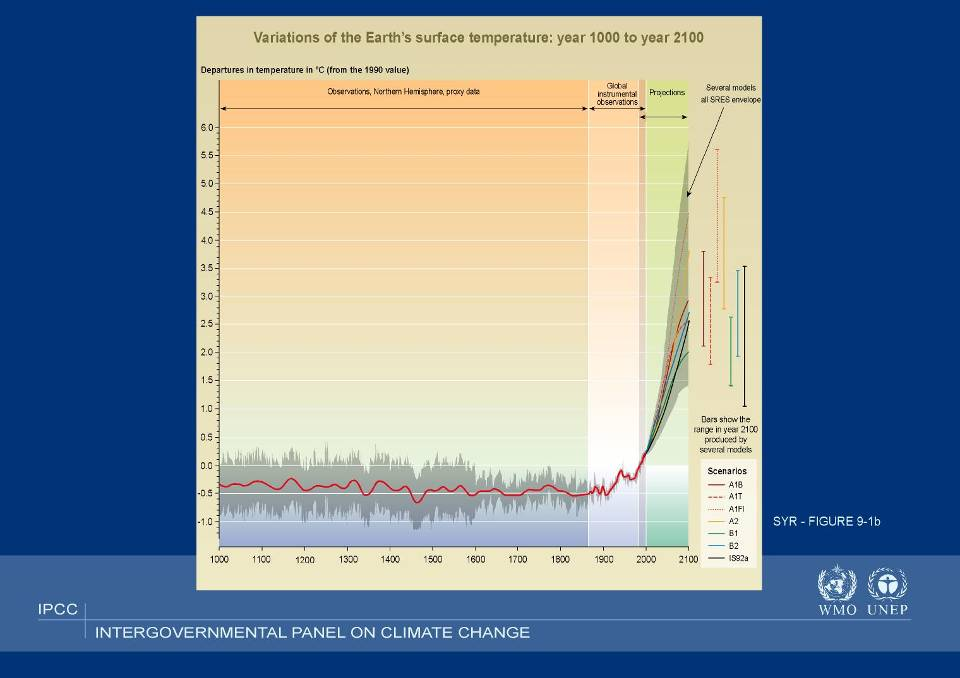 Variations of the Earth's surface temperature: year 1000 to year 2100
Departures in temperature in °C (from the 1990 value)
Observations, Northern Hemisphere, proxy data
Global
instrumental
observations
Projections
Several models
all SRES envelope
6.0
5.5
5.0
4.5
4.0
3.5
3.0
2.5
2.0
1.5
1.0
0.5
0.0
-0.5
-1.0
1000 1100 1200 1300 1400 1500 1600 1700 1800 1900 2000 2100
Bars show the
range in year 2100
produced by
several models
Scenarios
A1B
A1T
A1FI
A2
B1
B2
IS92a
SYR - FIGURE 9-1b
WMO UNEP
IPCC
INTERGOVERNMENTAL PANEL ON CLIMATE CHANGE